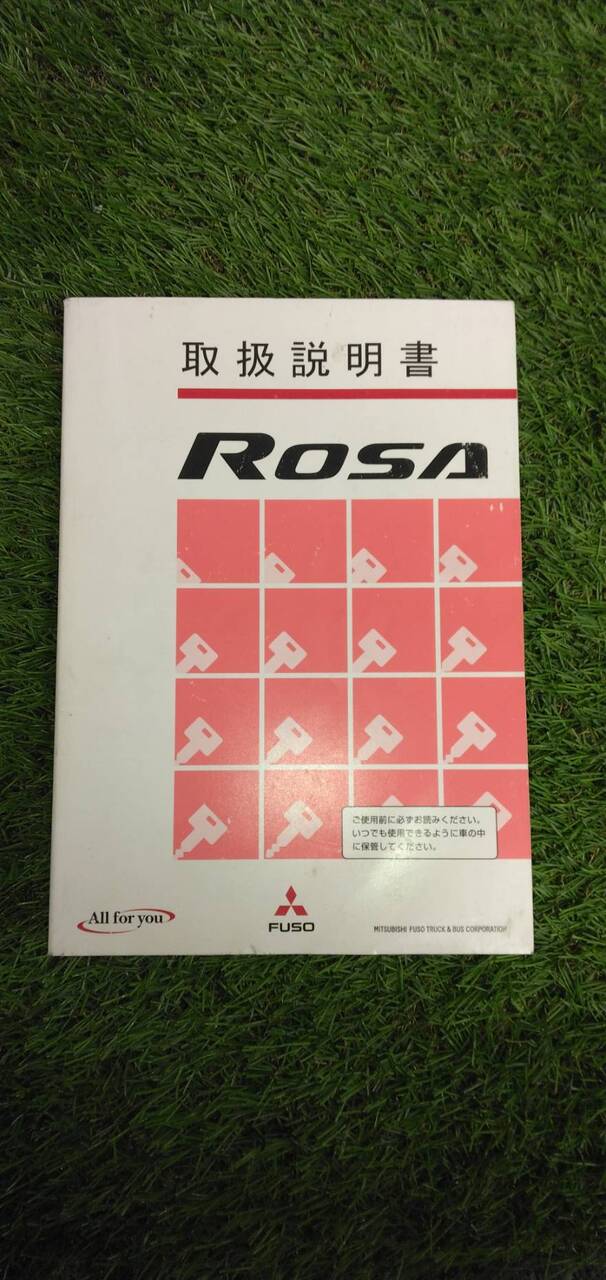 取扱説明書
ROSA
ご使用前に必ずお読みください。
いつでも使用できるように車の中
に保管してください。
All for you
FUSO
MITSUBISHI FUSO TRUCK & BUS CORPORATION